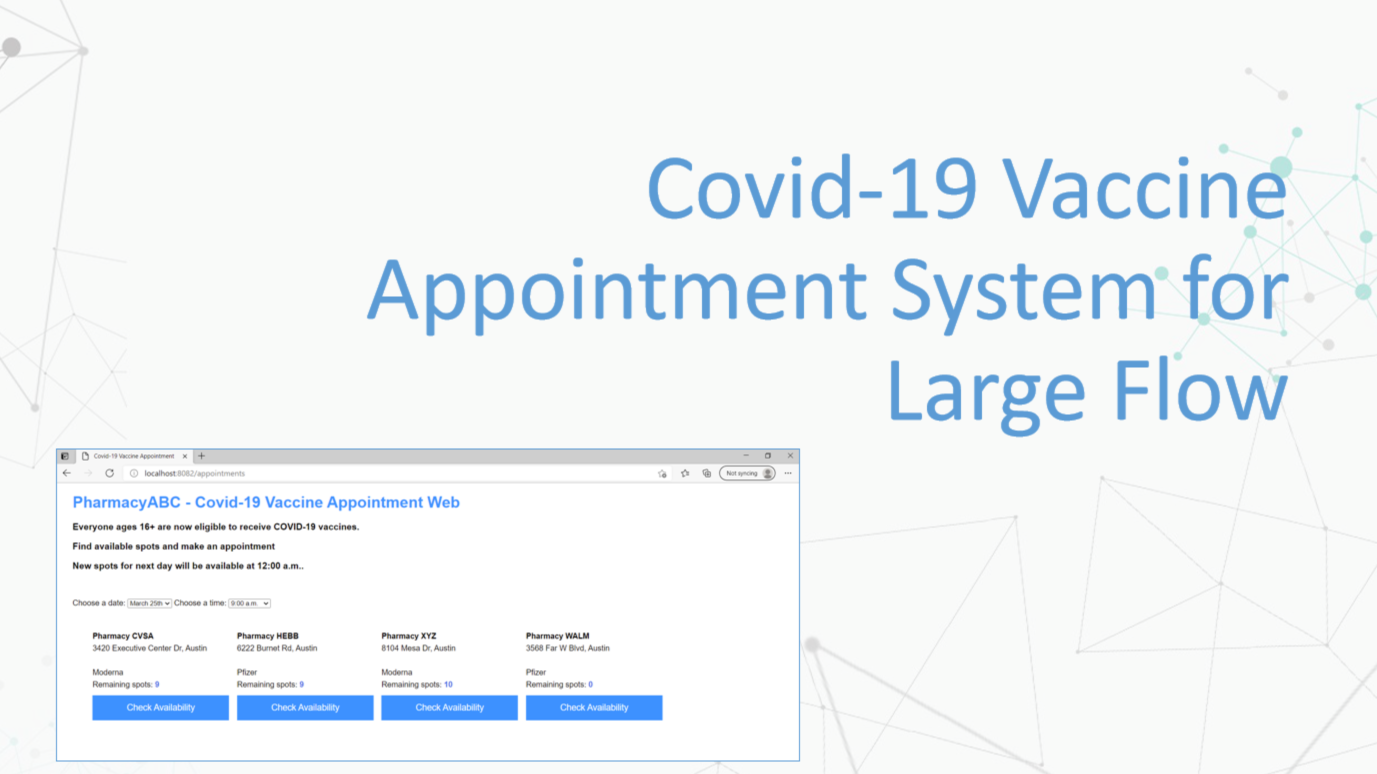 Covid-19 Vaccine
Appointment System for
Large Flow
Covid-19 Vaccine Appointment
localhost:8082/appointments
Not syncing
PharmacyABC - Covid-19 Vaccine Appointment Web
Everyone ages 16+ are now eligible to receive COVID-19 vaccines.
Find available spots and make an appointment
New spots for next day will be available at 12:00 a.m..
Choose a date: March 25th Choose a time: 9:00 a.m.
Pharmacy CVSA
3420 Executive Center Dr, Austin
Moderna
Remaining spots: 9
Check Availability
Pharmacy HEBB
6222 Burnet Rd, Austin
Pfizer
Remaining spots: 9
Check Availability
Pharmacy XYZ
8104 Mesa Dr, Austin
Moderna
Remaining spots: 10
Check Availability
Pharmacy WALM
3568 Far W Blvd, Austin
Pfizer
Remaining spots: 0
Check Availability